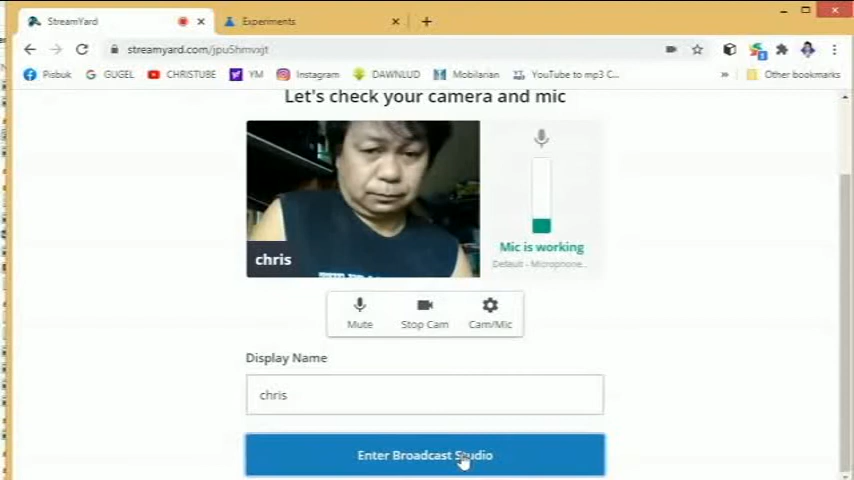 StreamYard
Experiments
streamyard.com/jpu5hmvxjt
Pisbuk
GUGEL
CHRISTUBE
YM
Instagram
DAWNLUD
Mobilarian
YouTube to mp3 C...
Other bookmarks
Let's check your camera and mic
chris
Mic is working
Default - Microphone...
Mute
Stop Cam
Cam/Mic
Display Name
chris
Enter Broadcast Studio